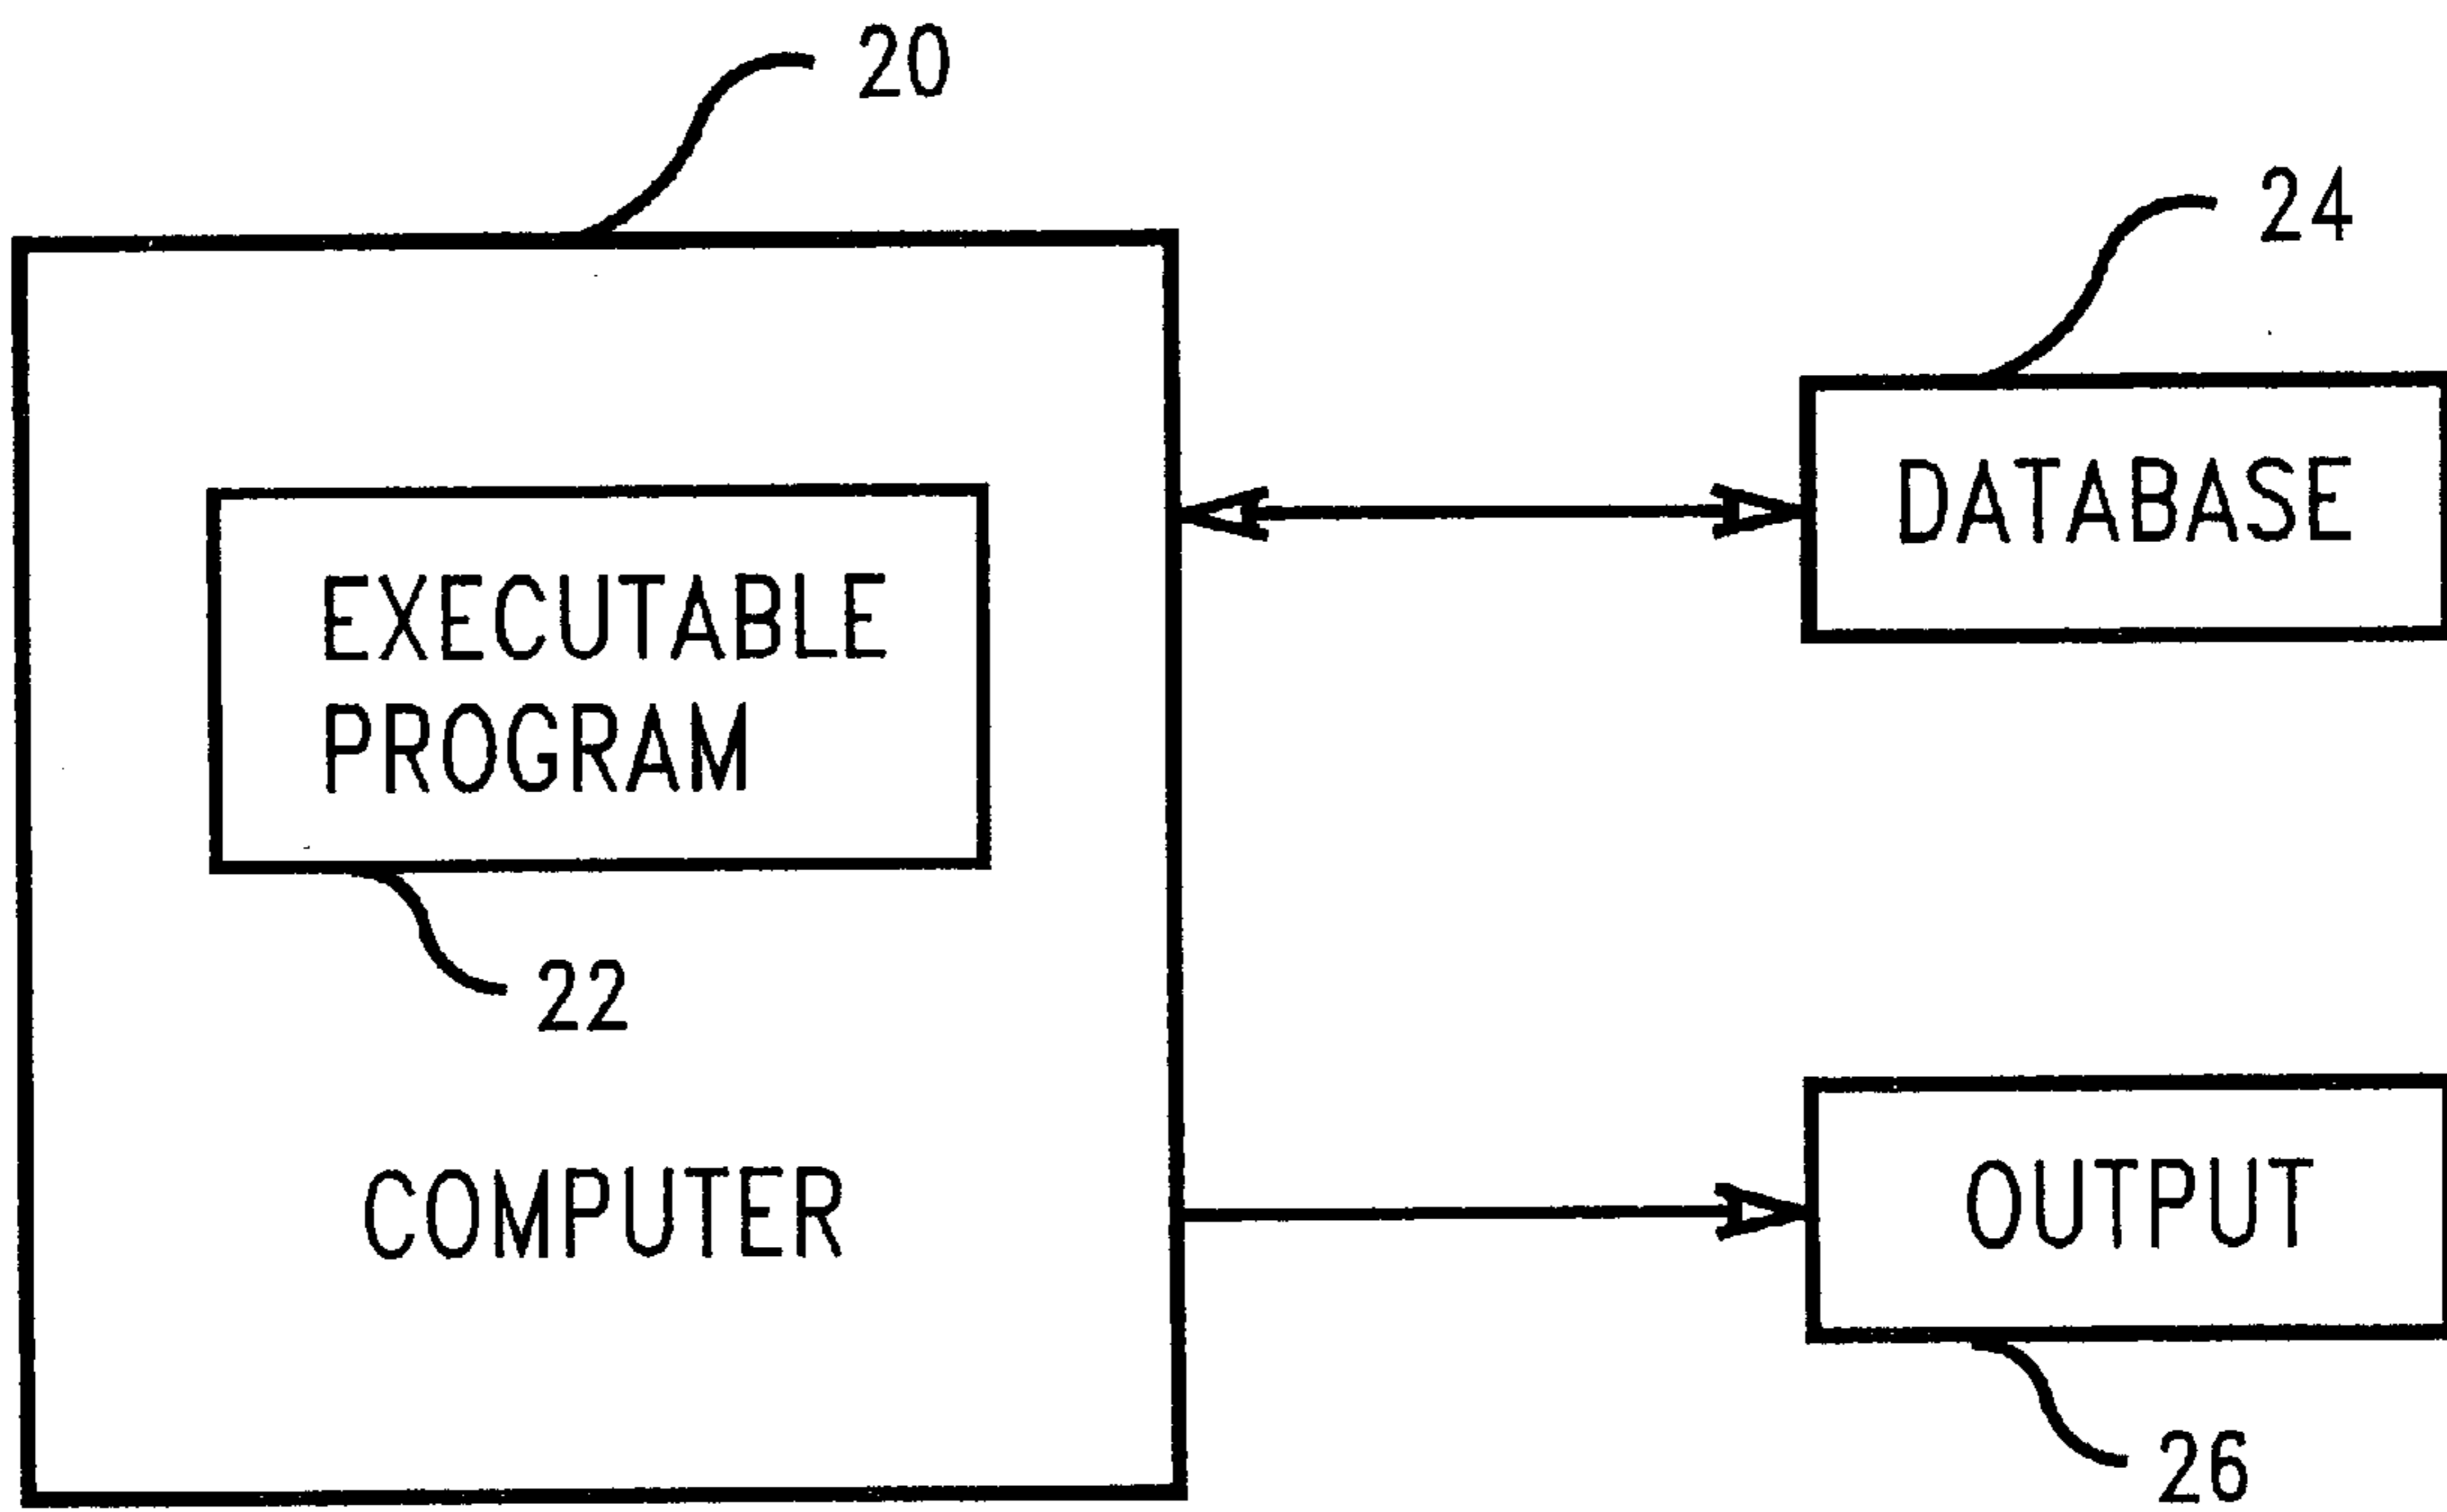 20
24
DATABASE
EXECUTABLE
PROGRAM
22
COMPUTER
OUTPUT
26